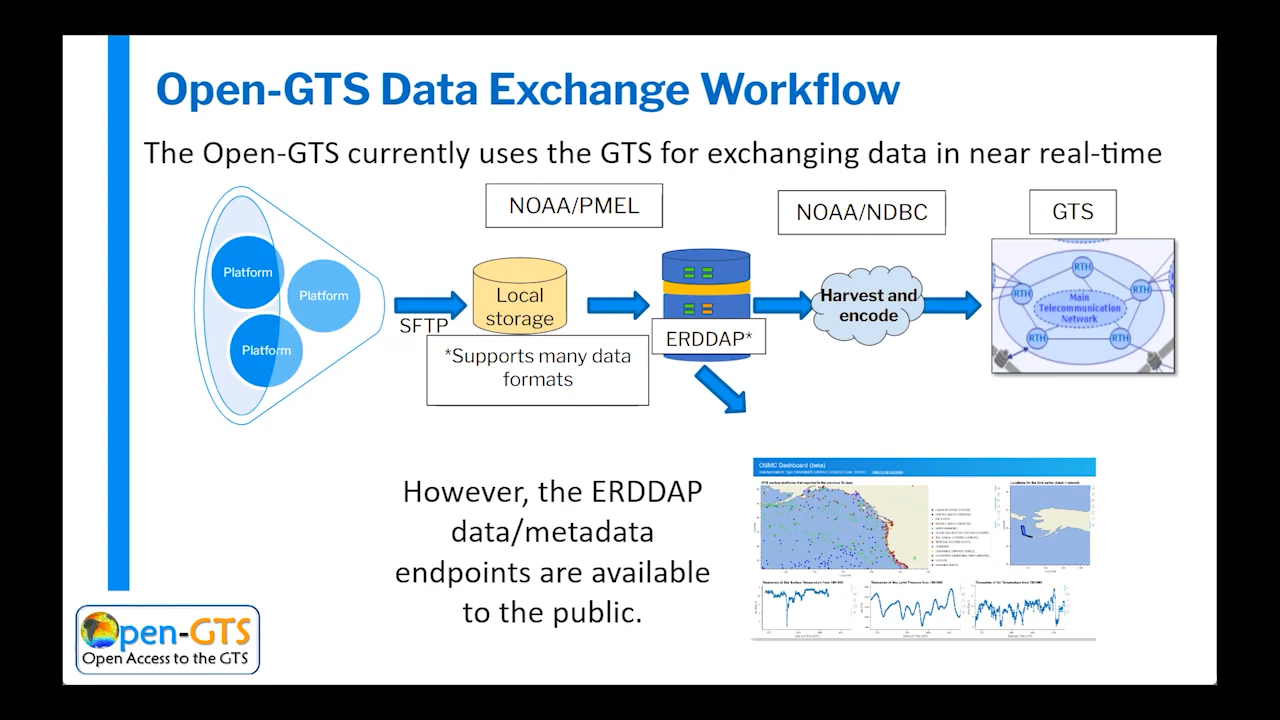 Open-GTS Data Exchange Workflow
The Open-GTS currently uses the GTS for exchanging data in near real-time
NOAA/PMEL
NOAA/NDBC
GTS
Platform
Platform
Platform
SFTP
Local
storage
*Supports many data
formats
ERDDAP*
Harvest and
encode
RTH
RTH
RTH
RTH
RTH
Main
Telecommunication
Network
However, the ERDDAP
data/metadata
endpoints are available
to the public.
OSMC Dashboard (beta)
Open-GTS
Open Access to the GTS